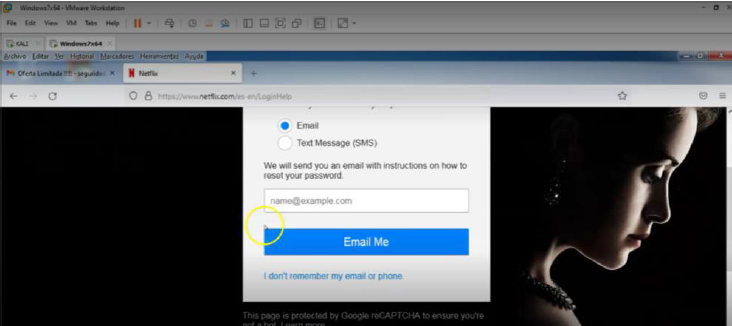 Windows7x64 - VMware Workstation
File Edit View VM Tabs Help
KALI Windows7x64
Archivo Editar Ver Historial Marcadores Herramientas Ayuda
Oferta Limitada Netflix
https://www.netflix.com/es-en/LoginHelp
Email
Text Message (SMS)
We will send you an email with instructions on how to
reset your password.
name@example.com
Email Me
I don't remember my email or phone.
This page is protected by Google reCAPTCHA to ensure you're
not a bot. Learn more.